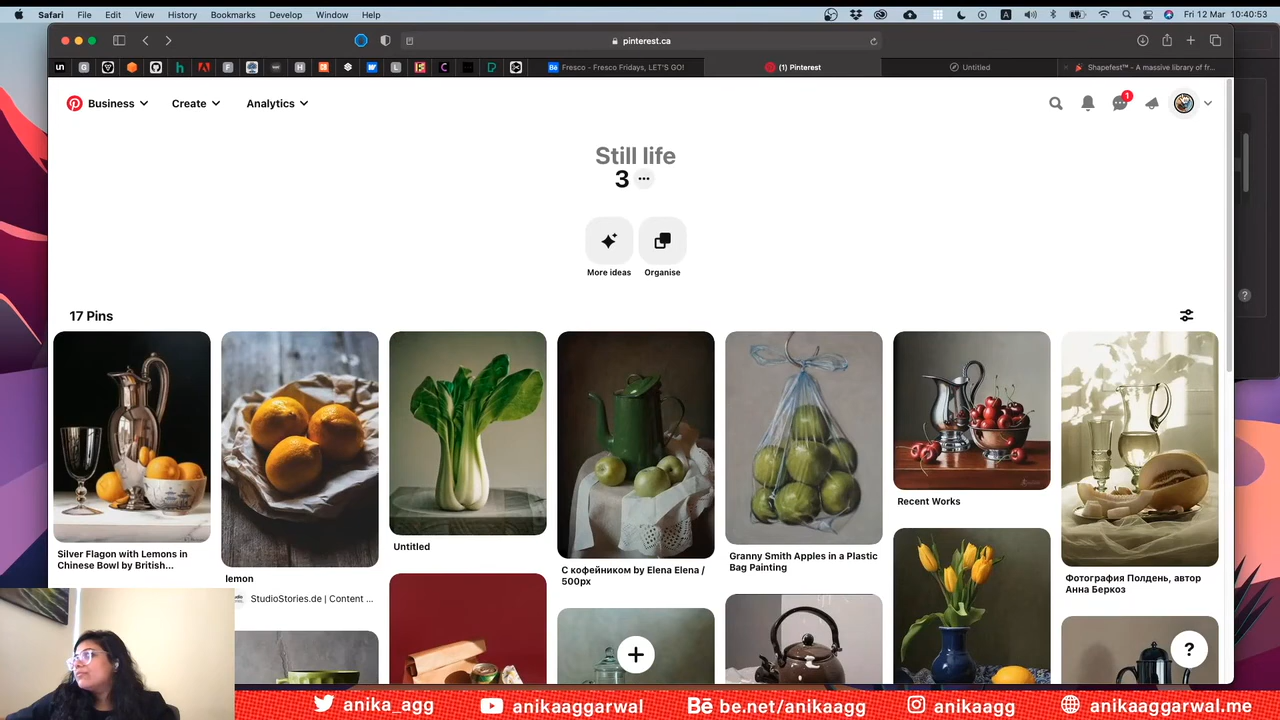 Safari File Edit View History Bookmarks Develop Window Help
A
Fri 12 Mar 10:40:53
pinterest.ca
un G h F H L C P
Bē Fresco - Fresco Fridays, LET'S GO!
(1) Pinterest
Untitled
Shapefest™ - A massive library of fr...
Business Create Analytics
1
Still life
3 ...
More ideas Organise
17 Pins
Silver Flagon with Lemons in
Chinese Bowl by British...
lemon
StudioStories.de | Content ...
Untitled
С кофейником by Elena Elena /
500px
Granny Smith Apples in a Plastic
Bag Painting
Recent Works
Фотография Полдень, автор
Анна Беркоз
+
?
?
anika_agg
anikaaggarwal
Bē be.net/anikaagg
anikaagg
anikaaggarwal.me